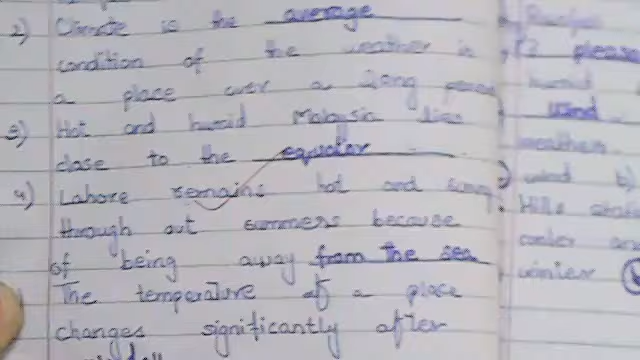 2) Climate is the average
condition of the weather in
a place over a long period
3) Hot and humid Malaysia lies
close to the equator
4) Lahore remains hot and sunny
through out summers because
of being away from the sea
The temperature of a place
changes significantly after
please
humid
wind
weather
wind b)
Hills
cooler and
winter